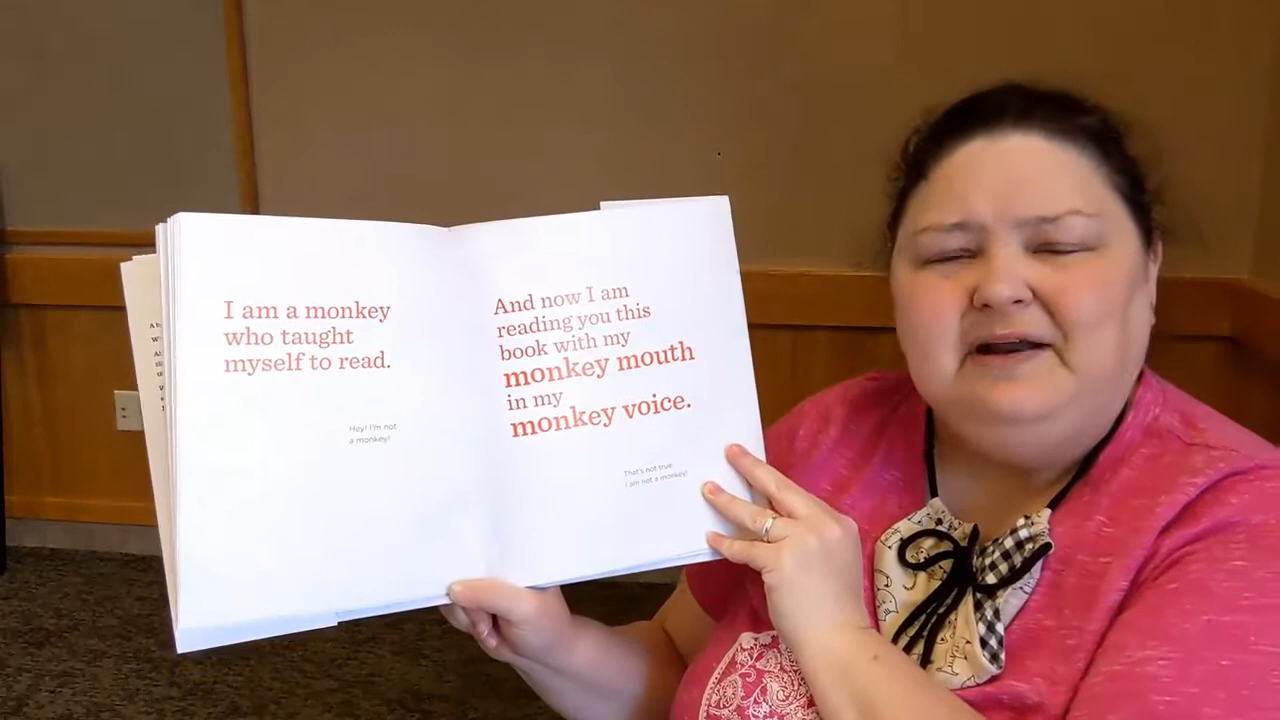 I am a monkey
who taught
myself to read.
Hey! I'm not
a monkey!
And now I am
reading you this
book with my
monkey mouth
in my
monkey voice.
That's not true.
I am not a monkey!